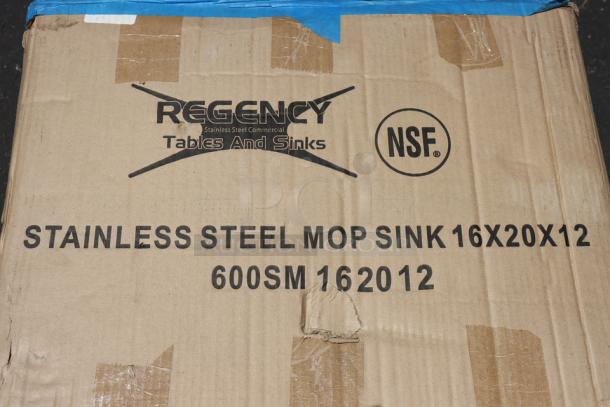 REGENCY
Stainless Steel Commercial
Tables And Sinks
NSF®
STAINLESS STEEL MOP SINK 16X20X12
600SM 162012